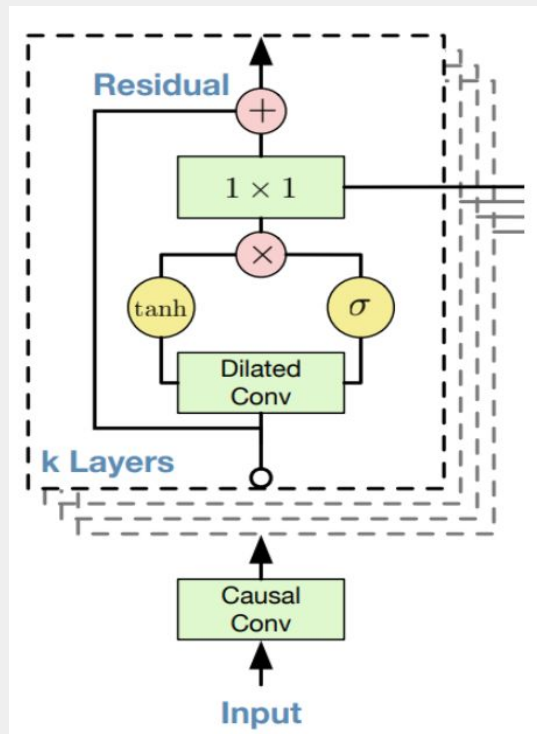 Residual
+
1 × 1
×
tanh
σ
Dilated
Conv
k Layers
Causal
Conv
Input